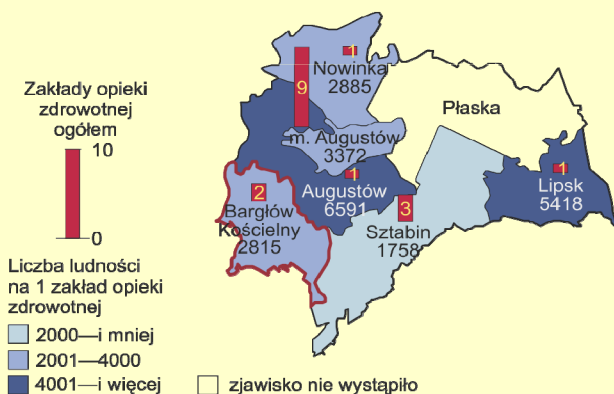 Zakłady opieki
zdrowotnej
ogółem
10
0
Liczba ludności
na 1 zakład opieki
zdrowotnej
2000—i mniej
2001—4000
4001—i więcej
zjawisko nie wystąpiło
1
Nowinka
2885
9
m. Augustów
3372
Płaska
1
Augustów
6591
1
Lipsk
5418
2
Bargłów
Kościelny
2815
3
Sztabin
1758